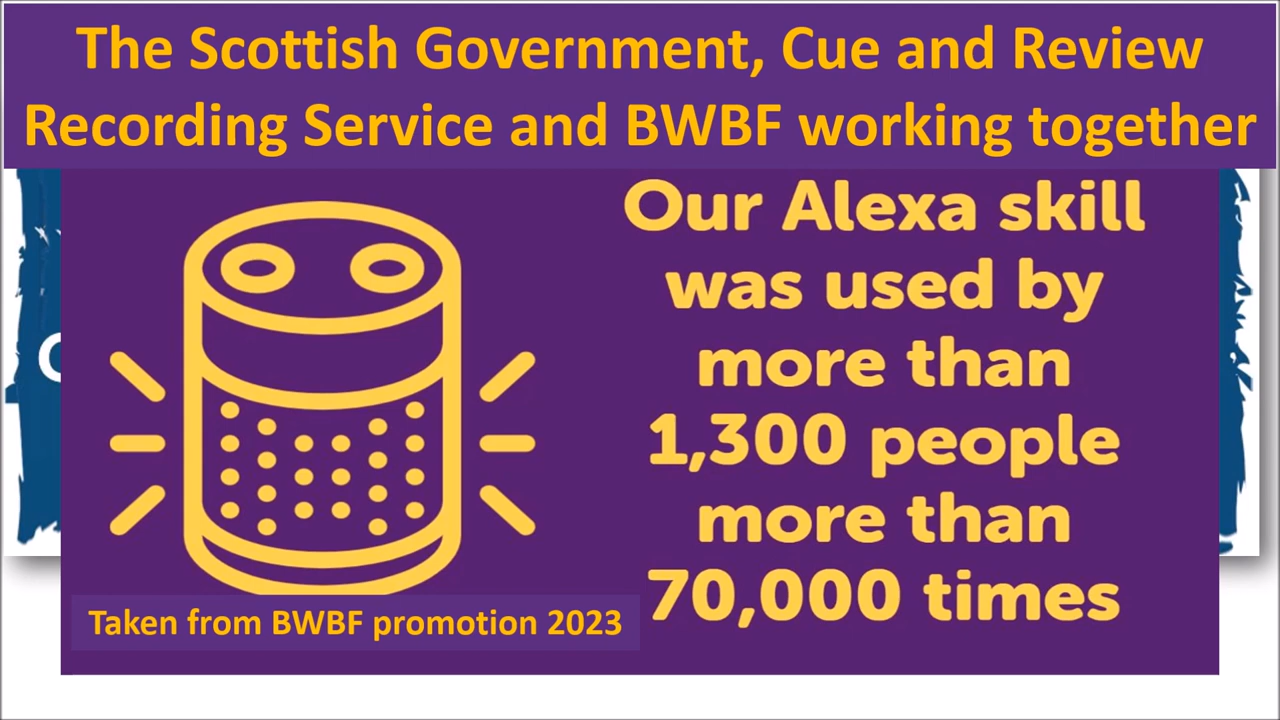 The Scottish Government, Cue and Review
Recording Service and BWBF working together
Our Alexa skill
was used by
more than
1,300 people
more than
70,000 times
Taken from BWBF promotion 2023